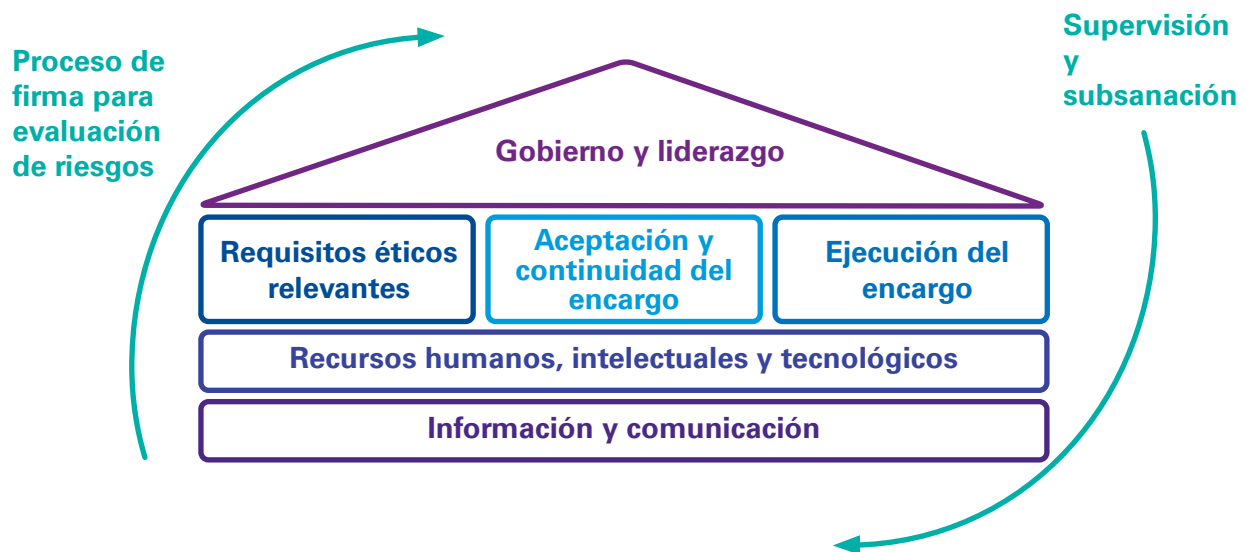 Proceso de
firma para
evaluación
de riesgos
Supervisión
y
subsanación
Gobierno y liderazgo
Requisitos éticos
relevantes
Aceptación y
continuidad del
encargo
Ejecución del
encargo
Recursos humanos, intelectuales y tecnológicos
Información y comunicación